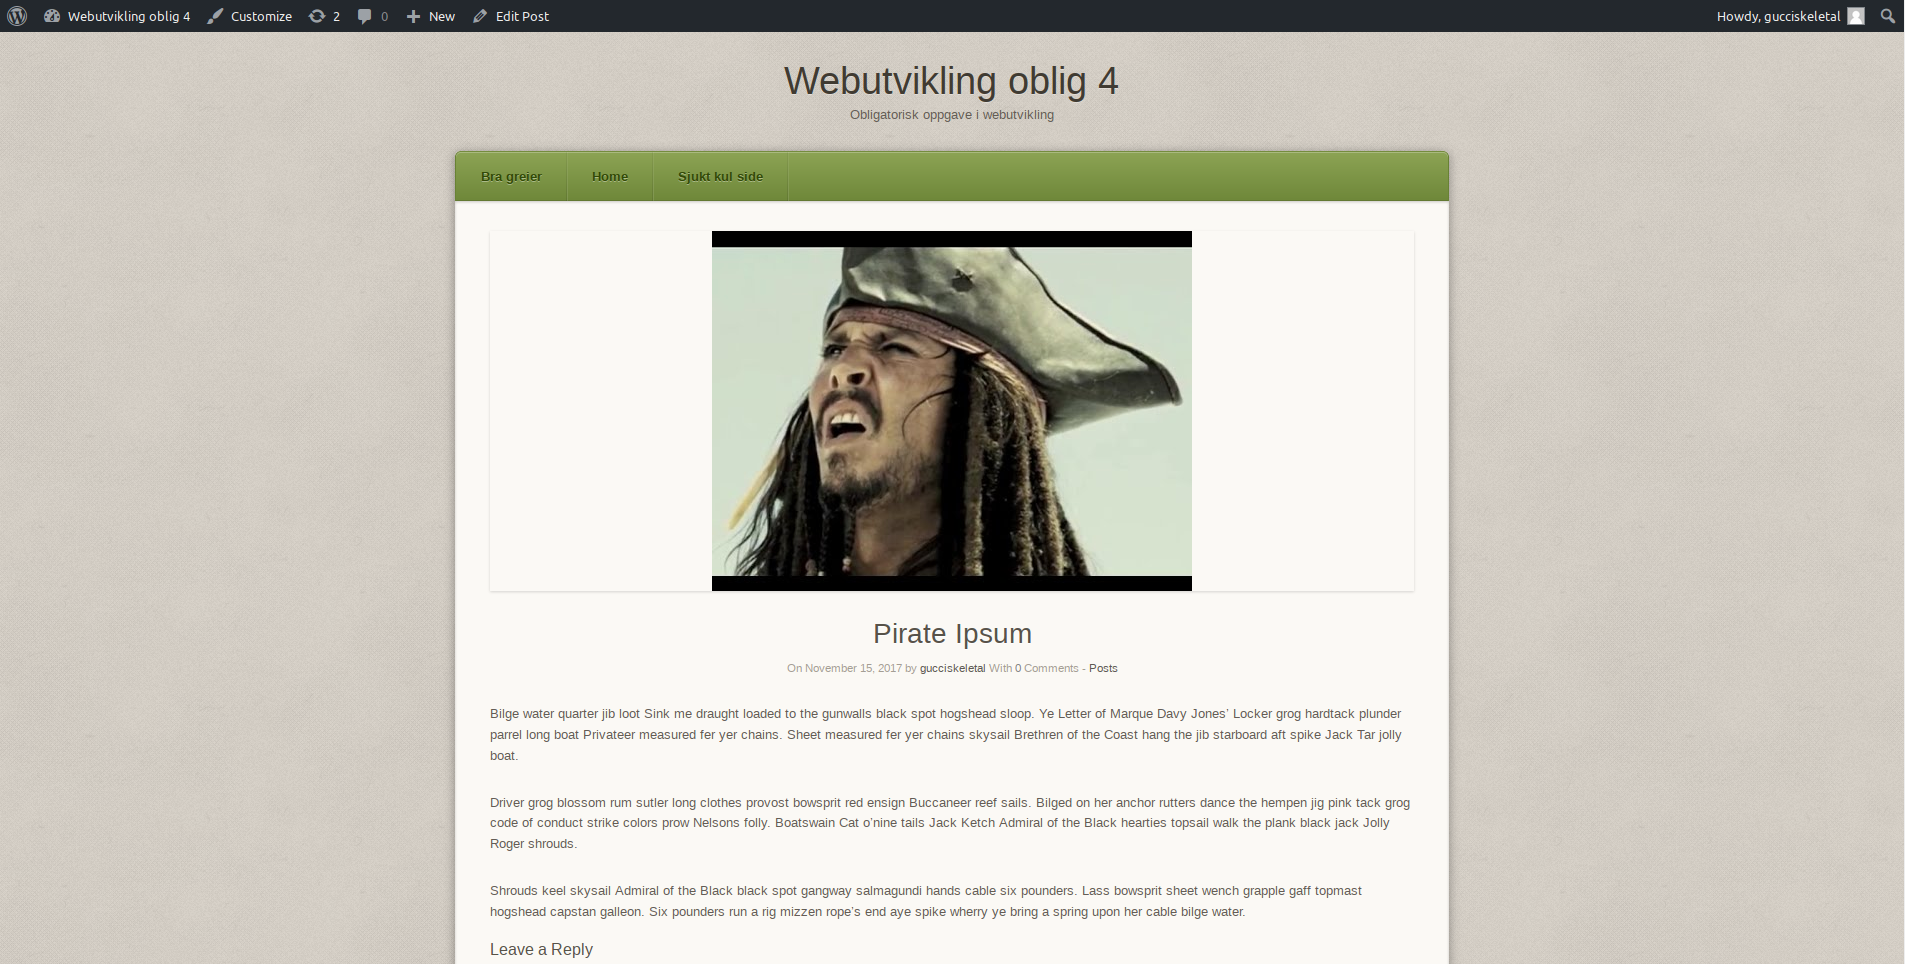 Webutvikling oblig 4 Customize 2 0 New Edit Post Howdy, gucciskeletal
Webutvikling oblig 4
Obligatorisk oppgave i webutvikling
Bra greier Home Sjukt kul side
Pirate Ipsum
On November 15, 2017 by gucciskeletal With 0 Comments - Posts
Bilge water quarter jib loot Sink me draught loaded to the gunwalls black spot hogshead sloop. Ye Letter of Marque Davy Jones’ Locker grog hardtack plunder
parrel long boat Privateer measured fer yer chains. Sheet measured fer yer chains skysail Brethren of the Coast hang the jib starboard aft spike Jack Tar jolly
boat.
Driver grog blossom rum sutler long clothes provost bowsprit red ensign Buccaneer reef sails. Bilged on her anchor rutters dance the hempen jig pink tack grog
code of conduct strike colors prow Nelsons folly. Boatswain Cat o’nine tails Jack Ketch Admiral of the Black hearties topsail walk the plank black jack Jolly
Roger shrouds.
Shrouds keel skysail Admiral of the Black black spot gangway salmagundi hands cable six pounders. Lass bowsprit sheet wench grapple gaff topmast
hogshead capstan galleon. Six pounders run a rig mizzen rope’s end aye spike wherry ye bring a spring upon her cable bilge water.
Leave a Reply